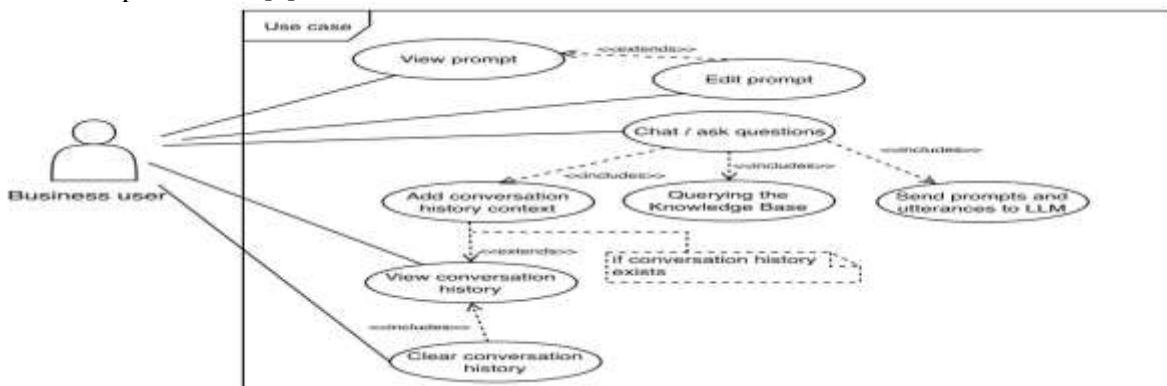 Use case
<<extends>>
View prompt
Edit prompt
Chat / ask questions
<<includes>>
<<includes>>
<<includes>>
Business user
Add conversation
history context
Querying the
Knowledge Base
Send prompts and
utterances to LLM
<<extends>>
if conversation history
exists
View conversation
history
<<includes>>
Clear conversation
history